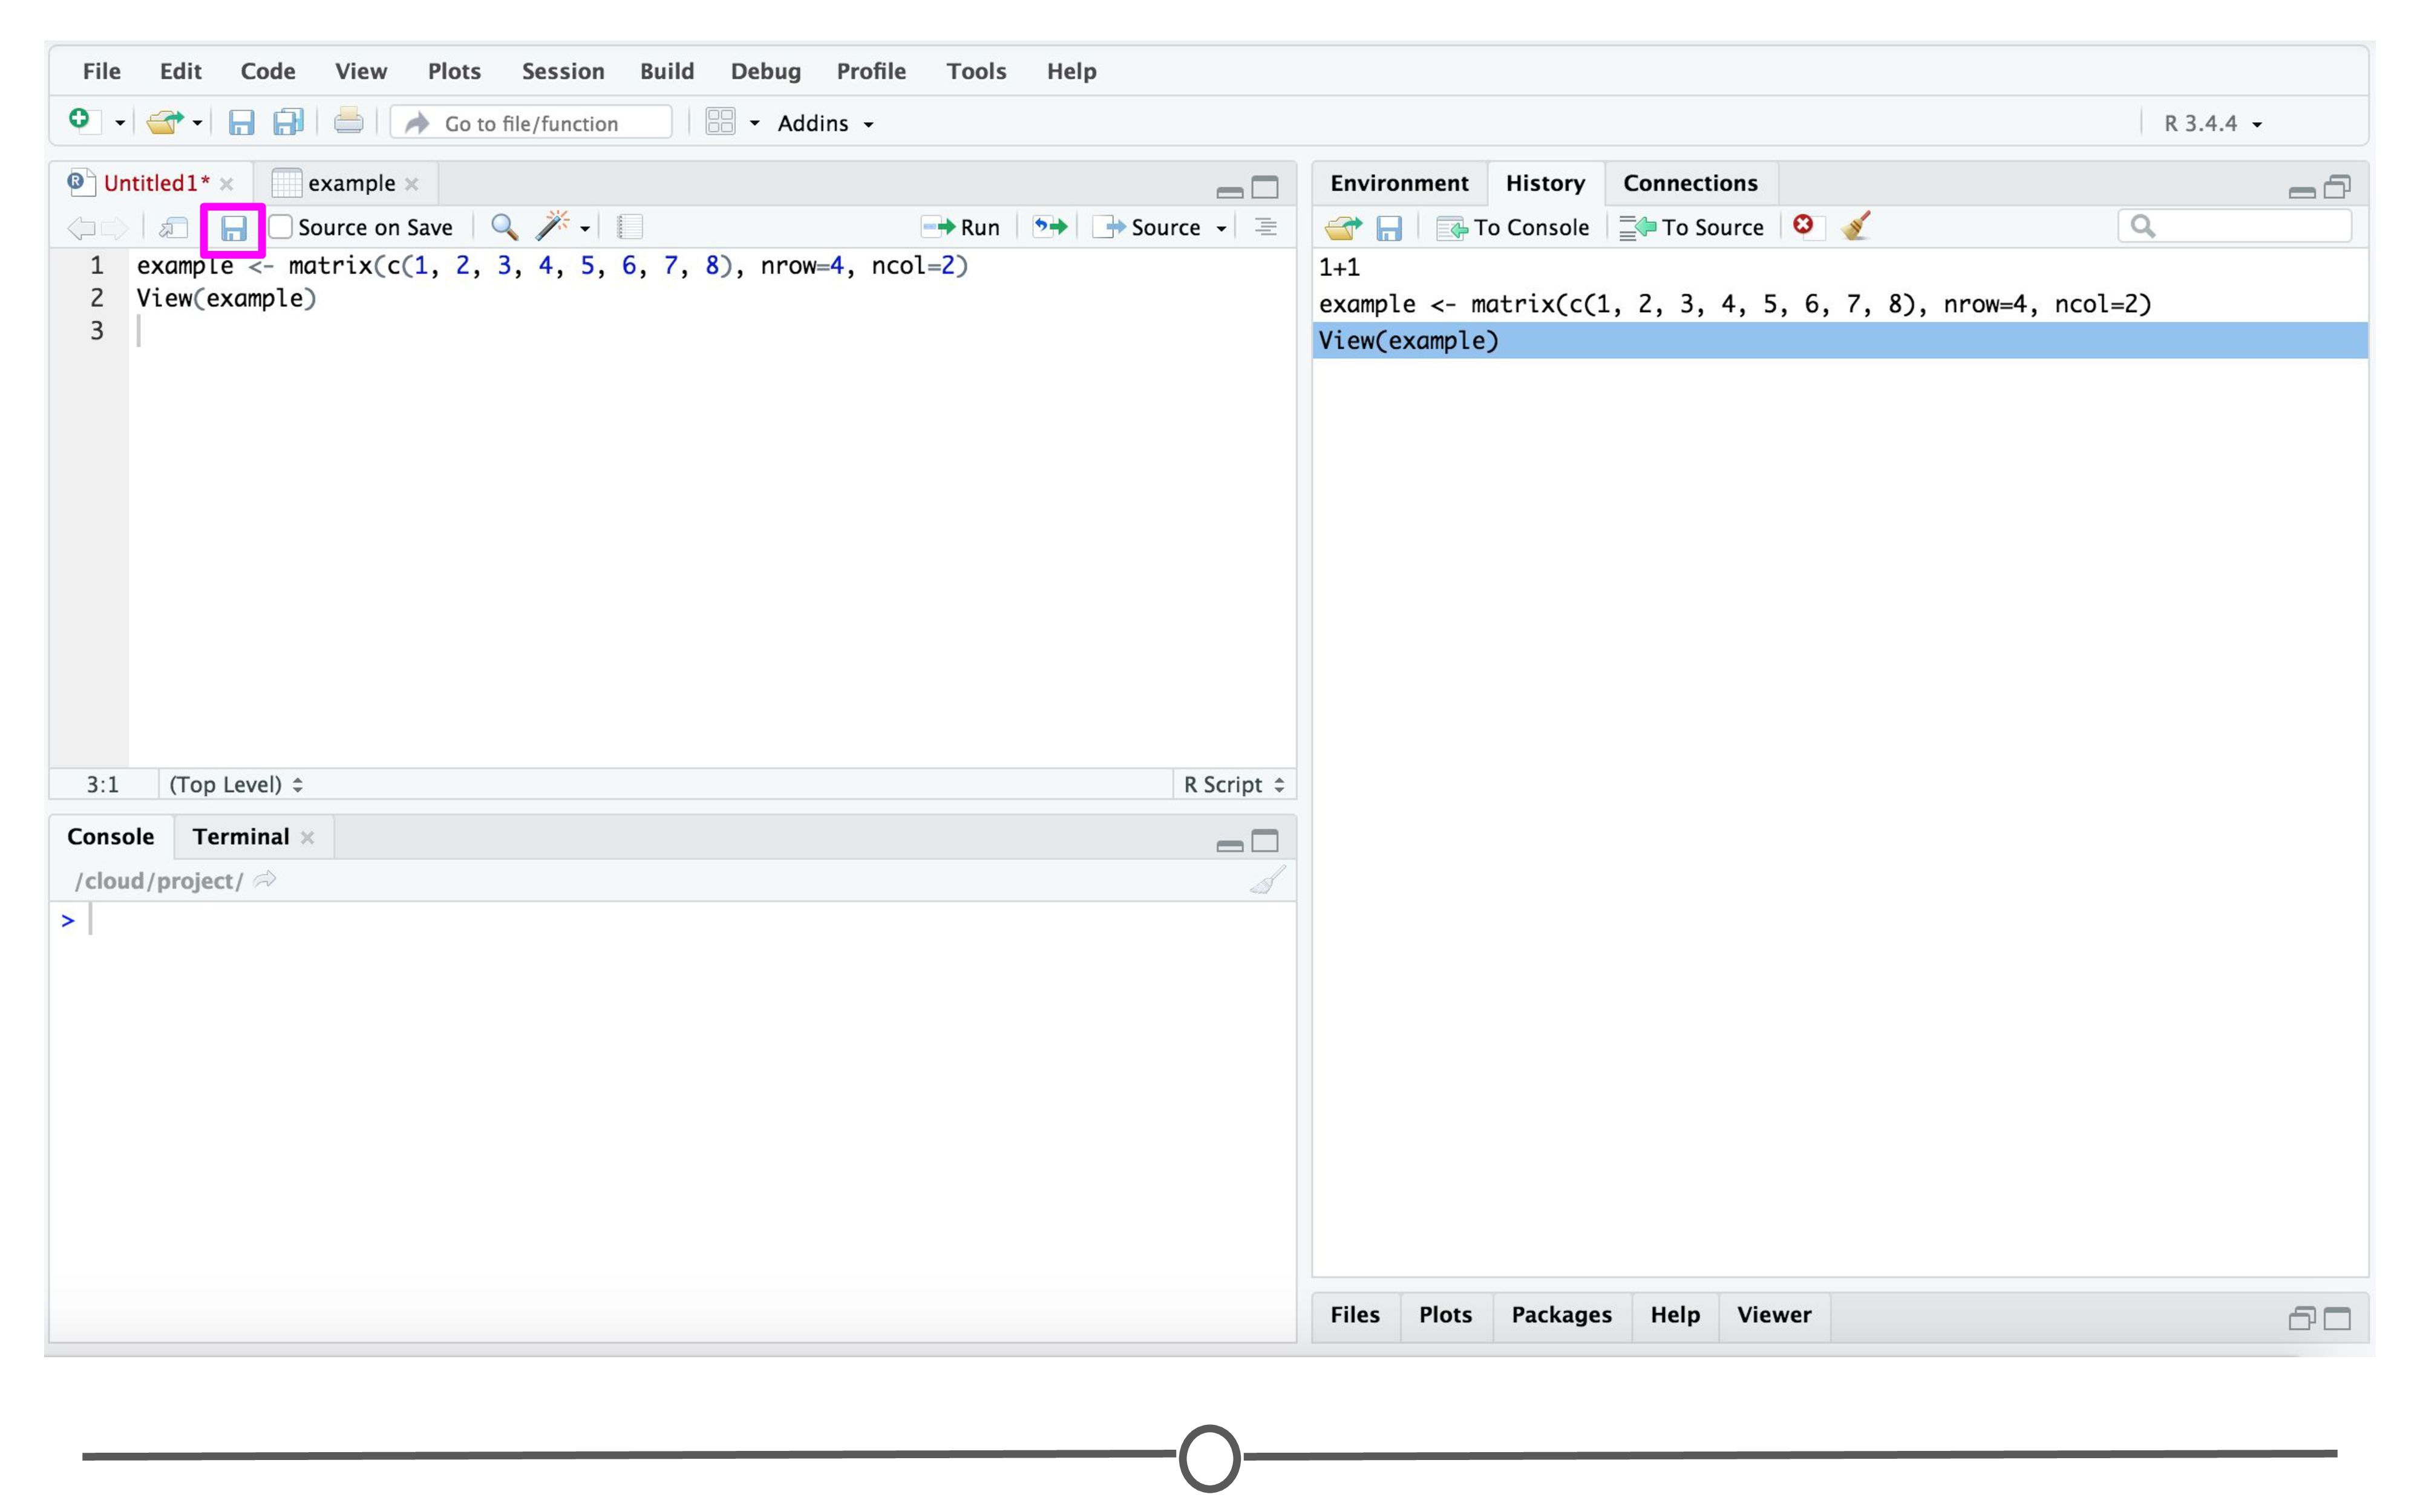 File Edit Code View Plots Session Build Debug Profile Tools Help
Go to file/function Addins R 3.4.4
Untitled1* example
Source on Save Run Source
1 example <- matrix(c(1, 2, 3, 4, 5, 6, 7, 8), nrow=4, ncol=2)
2 View(example)
3
3:1 (Top Level) R Script
Console Terminal
/cloud/project/
>
Environment History Connections
To Console To Source
1+1
example <- matrix(c(1, 2, 3, 4, 5, 6, 7, 8), nrow=4, ncol=2)
View(example)
Files Plots Packages Help Viewer